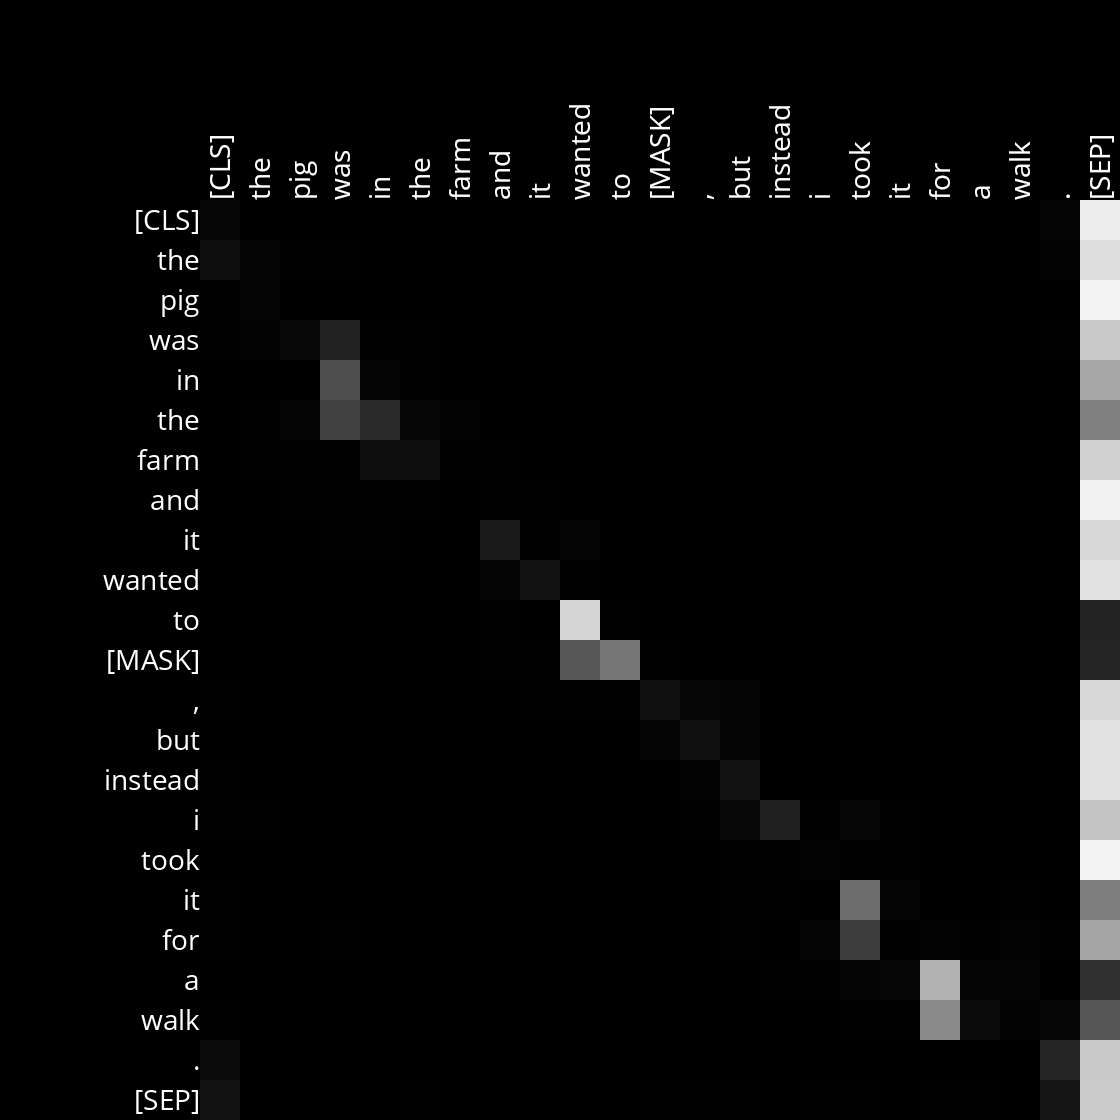 [CLS] the pig was in the farm and it wanted to [MASK] , but instead i took it for a walk . [SEP]
[CLS]
the
pig
was
in
the
farm
and
it
wanted
to
[MASK]
,
but
instead
i
took
it
for
a
walk
.
[SEP]